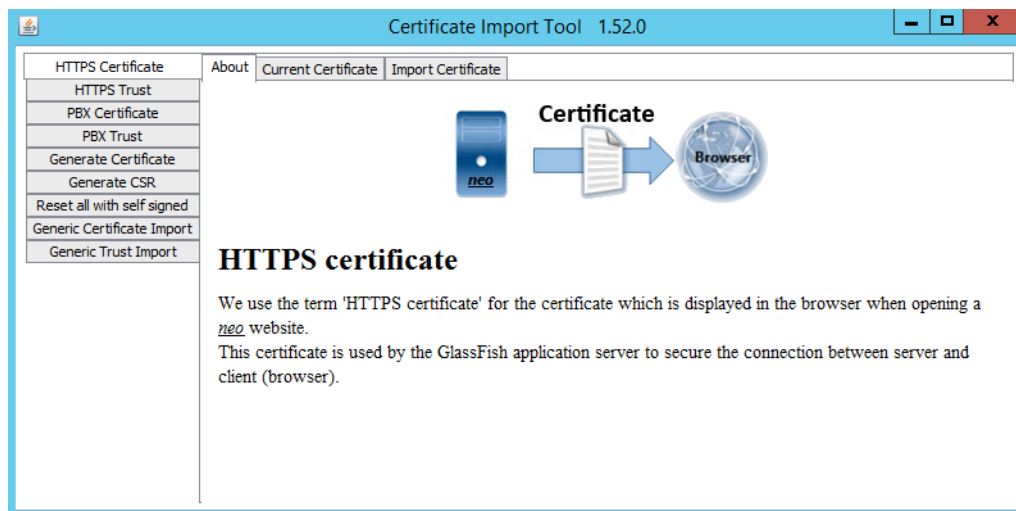 Certificate Import Tool 1.52.0
HTTPS Certificate
HTTPS Trust
PBX Certificate
PBX Trust
Generate Certificate
Generate CSR
Reset all with self signed
Generic Certificate Import
Generic Trust Import
About Current Certificate Import Certificate
Certificate
neo
Browser
HTTPS certificate
We use the term 'HTTPS certificate' for the certificate which is displayed in the browser when opening a
neo website.
This certificate is used by the GlassFish application server to secure the connection between server and
client (browser).